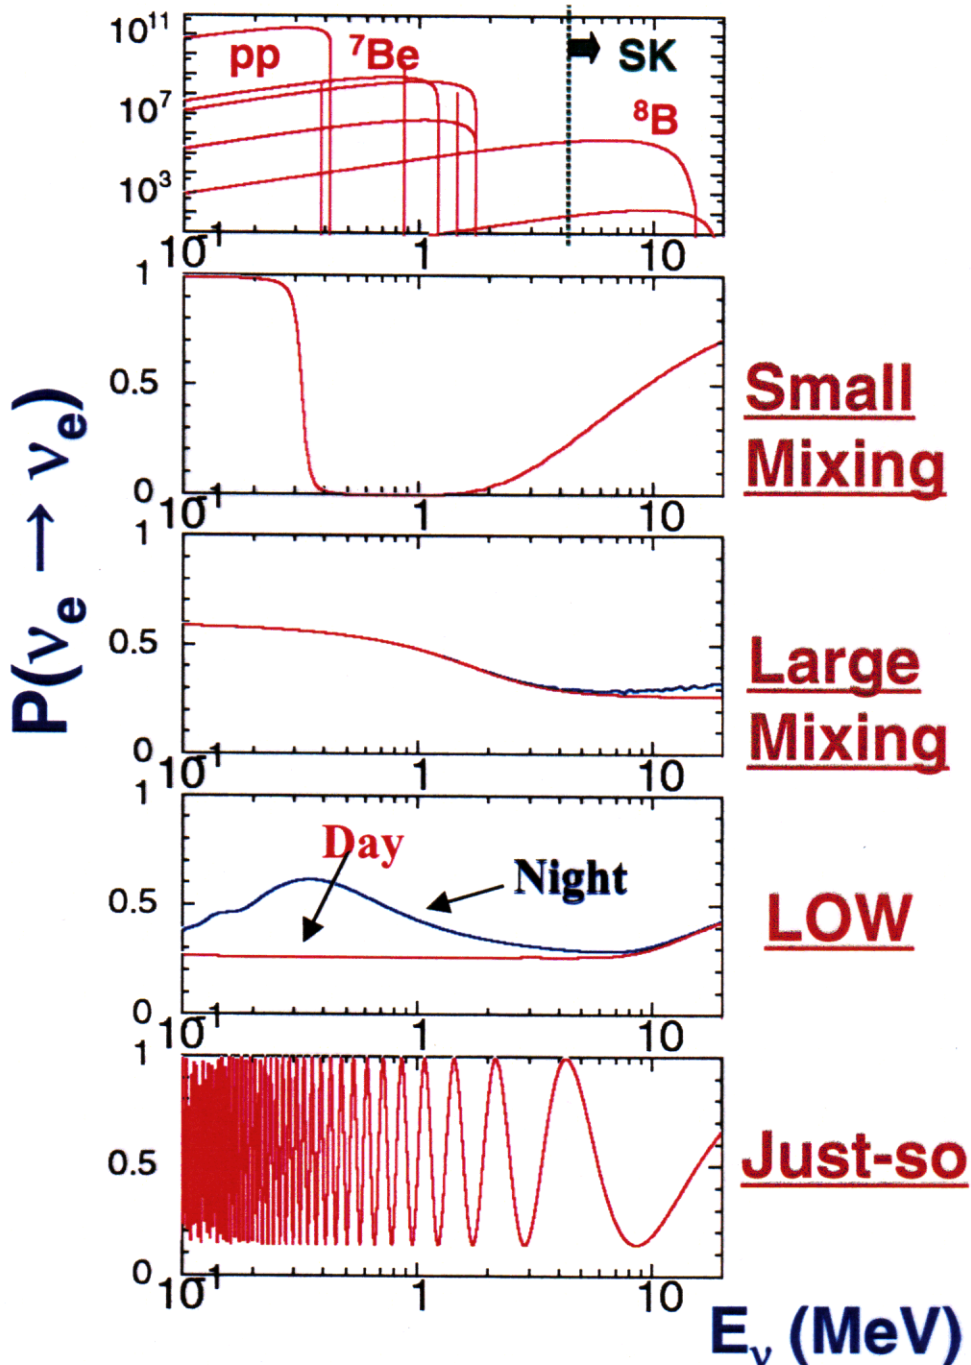 10¹¹
10⁷
10³
pp
⁷Be
SK
⁸B
10⁻¹
1
10
1
0.5
0
10⁻¹
1
10
Small
Mixing
P(νe → νe)
1
0.5
0
10⁻¹
1
10
Large
Mixing
1
0.5
0
Day
Night
10⁻¹
1
10
LOW
1
0.5
0
10⁻¹
1
10
Just-so
Eν (MeV)